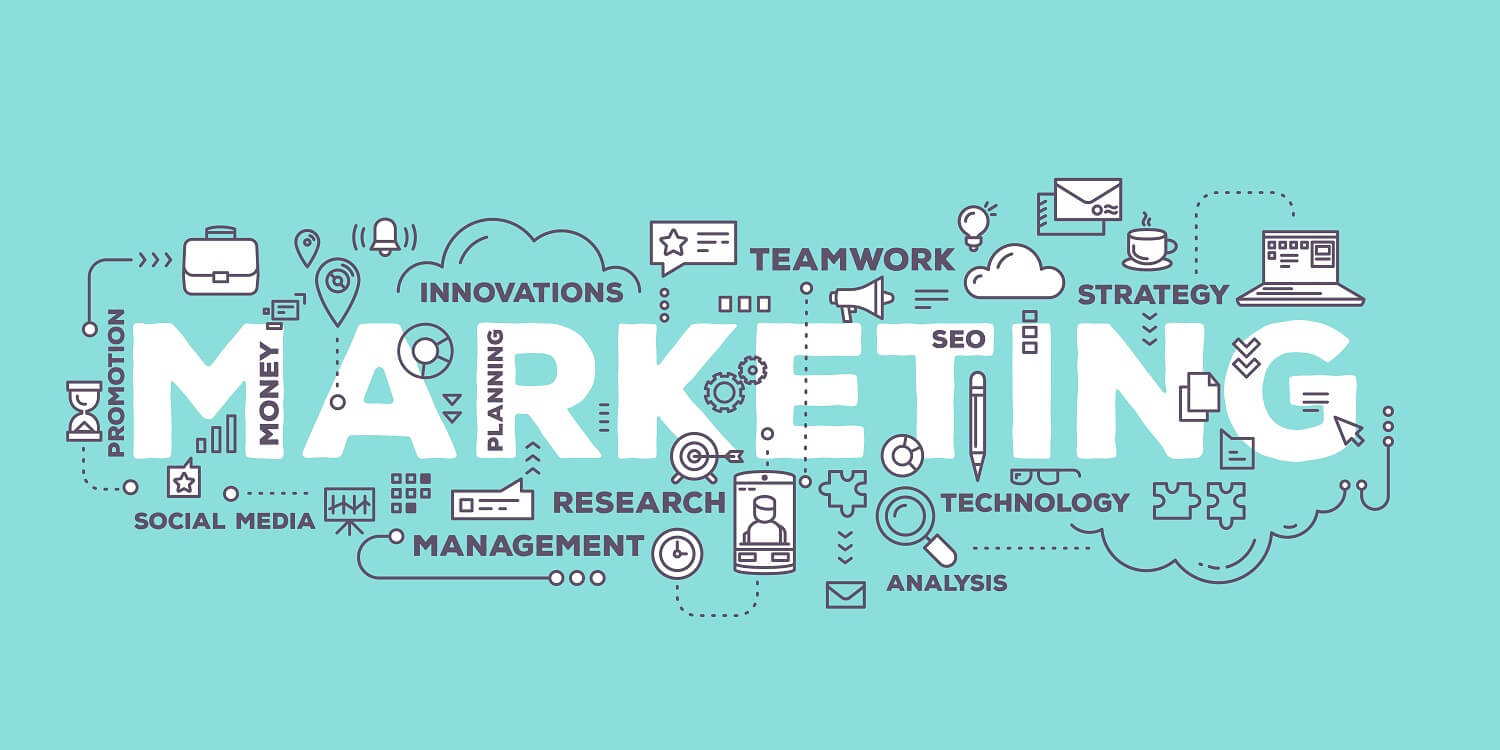 TEAMWORK
INNOVATIONS
STRATEGY
MARKETING
PROMOTION
MONEY
PLANNING
SEO
RESEARCH
TECHNOLOGY
SOCIAL MEDIA
MANAGEMENT
ANALYSIS